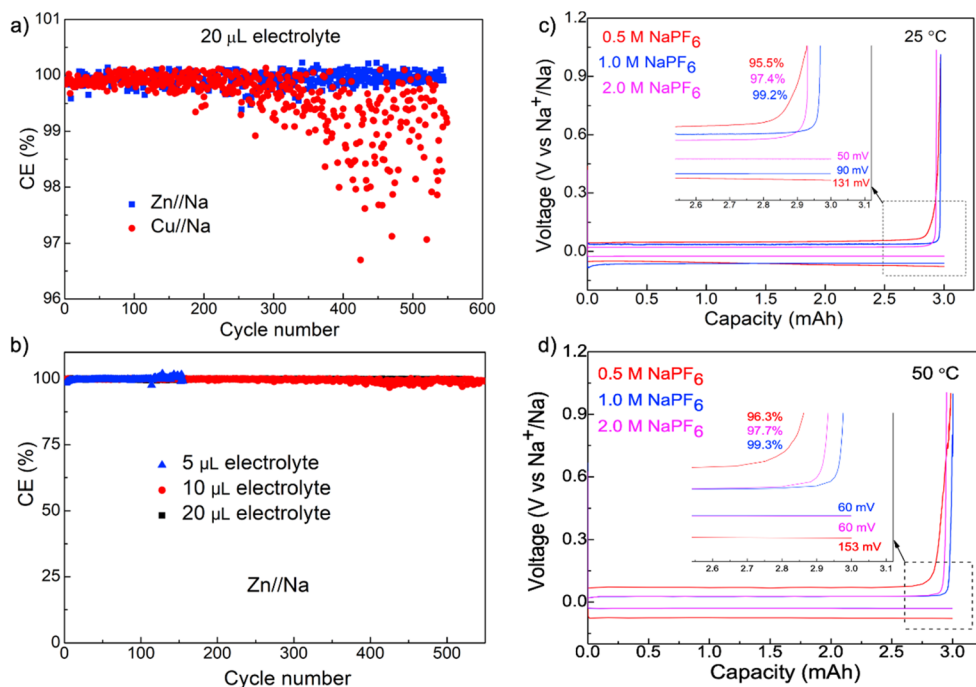 a)
20 μL electrolyte
101
100
99
98
97
96
CE (%)
Zn//Na
Cu//Na
0
100
200
300
400
500
600
Cycle number
b)
100
75
50
25
0
CE (%)
5 μL electrolyte
10 μL electrolyte
20 μL electrolyte
Zn//Na
0
100
200
300
400
500
Cycle number
c)
1.2
0.9
0.6
0.3
0.0
Voltage (V vs Na+/Na)
0.5 M NaPF6
1.0 M NaPF6
2.0 M NaPF6
25 °C
95.5%
97.4%
99.2%
50 mV
90 mV
131 mV
2.6
2.7
2.8
2.9
3.0
3.1
0.0
0.5
1.0
1.5
2.0
2.5
3.0
Capacity (mAh)
d)
1.2
0.9
0.6
0.3
0.0
Voltage (V vs Na+/Na)
0.5 M NaPF6
1.0 M NaPF6
2.0 M NaPF6
50 °C
96.3%
97.7%
99.3%
60 mV
60 mV
153 mV
2.6
2.7
2.8
2.9
3.0
3.1
0.0
0.5
1.0
1.5
2.0
2.5
3.0
Capacity (mAh)